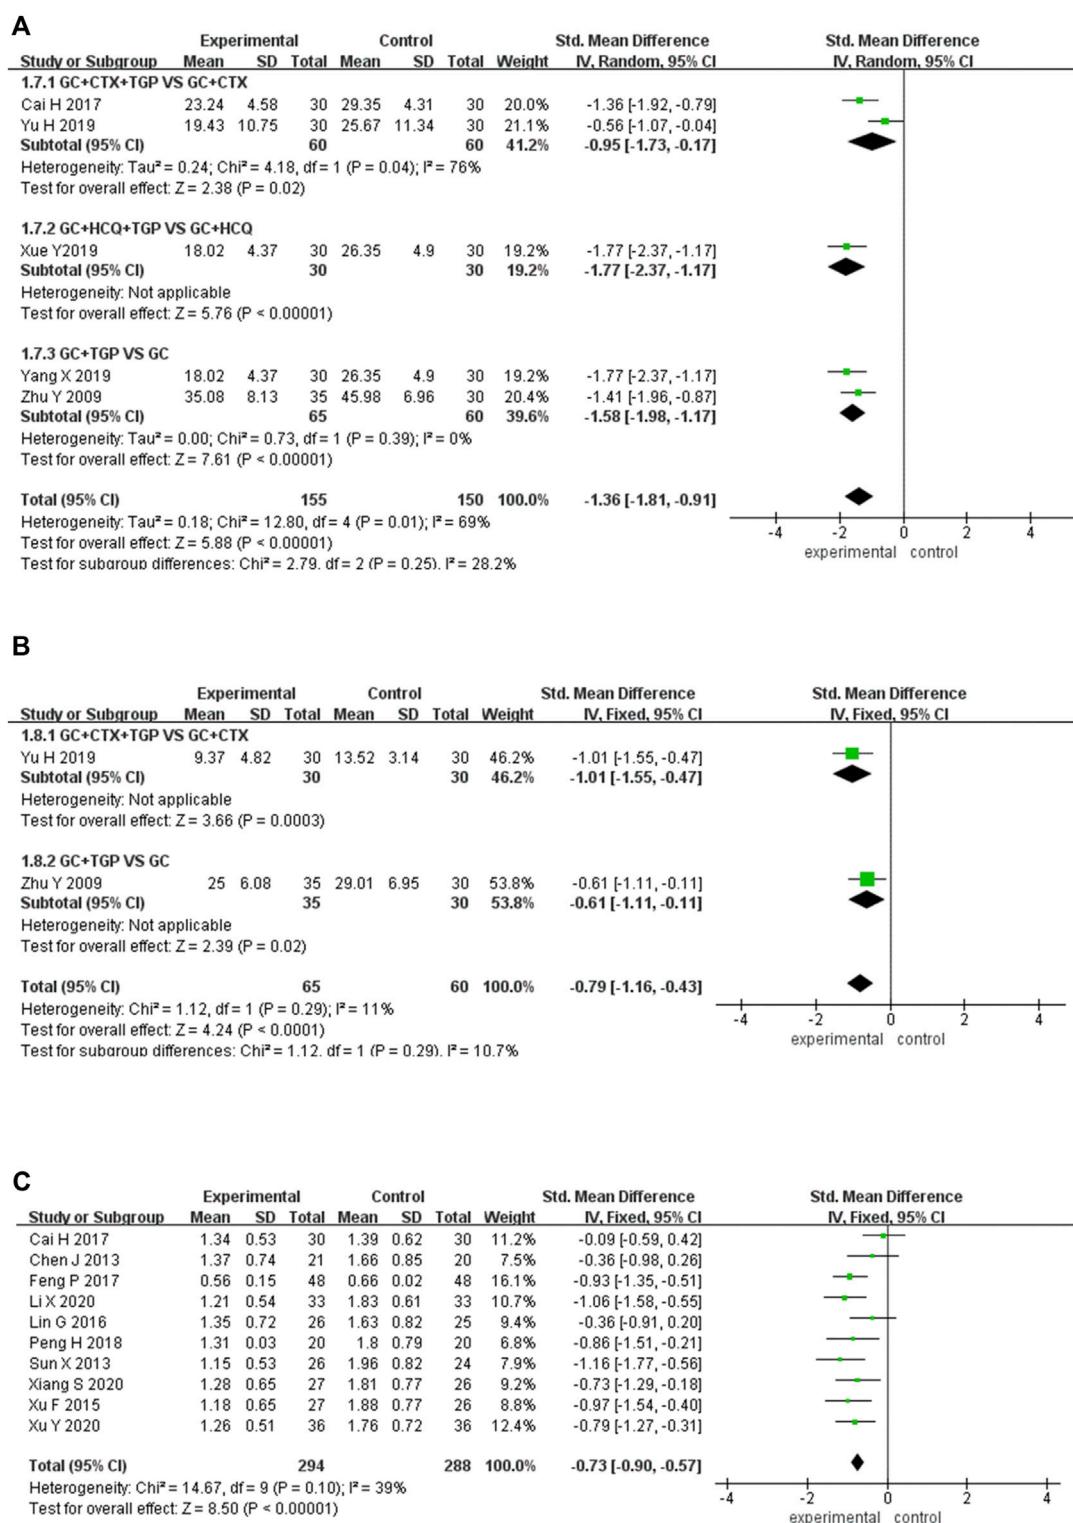 A
Experimental Control Std. Mean Difference Std. Mean Difference
Study or Subgroup Mean SD Total Mean SD Total Weight IV, Random, 95% CI IV, Random, 95% CI
1.7.1 GC+CTX+TGP VS GC+CTX
Cai H 2017 23.24 4.58 30 29.35 4.31 30 20.0% -1.36 [-1.92, -0.79]
Yu H 2019 19.43 10.75 30 25.67 11.34 30 21.1% -0.56 [-1.07, -0.04]
Subtotal (95% CI) 60 60 41.2% -0.95 [-1.73, -0.17]
Heterogeneity: Tau² = 0.24; Chi² = 4.18, df = 1 (P = 0.04); I² = 76%
Test for overall effect: Z = 2.38 (P = 0.02)
1.7.2 GC+HCQ+TGP VS GC+HCQ
Xue Y2019 18.02 4.37 30 26.35 4.9 30 19.2% -1.77 [-2.37, -1.17]
Subtotal (95% CI) 30 30 19.2% -1.77 [-2.37, -1.17]
Heterogeneity: Not applicable
Test for overall effect: Z = 5.76 (P < 0.00001)
1.7.3 GC+TGP VS GC
Yang X 2019 18.02 4.37 30 26.35 4.9 30 19.2% -1.77 [-2.37, -1.17]
Zhu Y 2009 35.08 8.13 35 45.98 6.96 30 20.4% -1.41 [-1.96, -0.87]
Subtotal (95% CI) 65 60 39.6% -1.58 [-1.98, -1.17]
Heterogeneity: Tau² = 0.00; Chi² = 0.73, df = 1 (P = 0.39); I² = 0%
Test for overall effect: Z = 7.61 (P < 0.00001)
Total (95% CI) 155 150 100.0% -1.36 [-1.81, -0.91]
Heterogeneity: Tau² = 0.18; Chi² = 12.80, df = 4 (P = 0.01); I² = 69%
Test for overall effect: Z = 5.88 (P < 0.00001)
Test for subgroup differences: Chi² = 2.79. df = 2 (P = 0.25). I² = 28.2%
-4 -2 0 2 4
experimental control
B
Experimental Control Std. Mean Difference Std. Mean Difference
Study or Subgroup Mean SD Total Mean SD Total Weight IV, Fixed, 95% CI IV, Fixed, 95% CI
1.8.1 GC+CTX+TGP VS GC+CTX
Yu H 2019 9.37 4.82 30 13.52 3.14 30 46.2% -1.01 [-1.55, -0.47]
Subtotal (95% CI) 30 30 46.2% -1.01 [-1.55, -0.47]
Heterogeneity: Not applicable
Test for overall effect: Z = 3.66 (P = 0.0003)
1.8.2 GC+TGP VS GC
Zhu Y 2009 25 6.08 35 29.01 6.95 30 53.8% -0.61 [-1.11, -0.11]
Subtotal (95% CI) 35 30 53.8% -0.61 [-1.11, -0.11]
Heterogeneity: Not applicable
Test for overall effect: Z = 2.39 (P = 0.02)
Total (95% CI) 65 60 100.0% -0.79 [-1.16, -0.43]
Heterogeneity: Chi² = 1.12, df = 1 (P = 0.29); I² = 11%
Test for overall effect: Z = 4.24 (P < 0.0001)
Test for subgroup differences: Chi² = 1.12. df = 1 (P = 0.29). I² = 10.7%
-4 -2 0 2 4
experimental control
C
Experimental Control Std. Mean Difference Std. Mean Difference
Study or Subgroup Mean SD Total Mean SD Total Weight IV, Fixed, 95% CI IV, Fixed, 95% CI
Cai H 2017 1.34 0.53 30 1.39 0.62 30 11.2% -0.09 [-0.59, 0.42]
Chen J 2013 1.37 0.74 21 1.66 0.85 20 7.5% -0.36 [-0.98, 0.26]
Feng P 2017 0.56 0.15 48 0.66 0.02 48 16.1% -0.93 [-1.35, -0.51]
Li X 2020 1.21 0.54 33 1.83 0.61 33 10.7% -1.06 [-1.58, -0.55]
Lin G 2016 1.35 0.72 26 1.63 0.82 25 9.4% -0.36 [-0.91, 0.20]
Peng H 2018 1.31 0.03 20 1.8 0.79 20 6.8% -0.86 [-1.51, -0.21]
Sun X 2013 1.15 0.53 26 1.96 0.82 24 7.9% -1.16 [-1.77, -0.56]
Xiang S 2020 1.28 0.65 27 1.81 0.77 26 9.2% -0.73 [-1.29, -0.18]
Xu F 2015 1.18 0.65 27 1.88 0.77 26 8.8% -0.97 [-1.54, -0.40]
Xu Y 2020 1.26 0.51 36 1.76 0.72 36 12.4% -0.79 [-1.27, -0.31]
Total (95% CI) 294 288 100.0% -0.73 [-0.90, -0.57]
Heterogeneity: Chi² = 14.67, df = 9 (P = 0.10); I² = 39%
Test for overall effect: Z = 8.50 (P < 0.00001)
-4 -2 0 2 4
experimental control